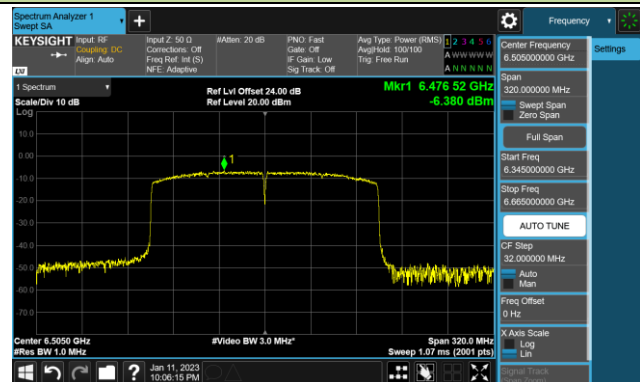 Spectrum Analyzer 1
Swept SA
Frequency
KEYSIGHT
Input: RF
Coupling: DC
Align: Auto
Input Z: 50 Ω
Corrections: Off
Freq Ref: Int (S)
NFE: Adaptive
#Atten: 20 dB
PNO: Fast
Gate: Off
IF Gain: Low
Sig Track: Off
Avg Type: Power (RMS)
Avg|Hold: 100/100
Trig: Free Run
1 2 3 4 5 6
A W W W W W
A N N N N N
LXI
1 Spectrum
Scale/Div 10 dB
Log
Ref Lvl Offset 24.00 dB
Ref Level 20.00 dBm
Mkr1 6.476 52 GHz
-6.380 dBm
10.0
0.00
-10.0
-20.0
-30.0
-40.0
-50.0
-60.0
-70.0
1
Center 6.5050 GHz
#Res BW 1.0 MHz
#Video BW 3.0 MHz*
Span 320.0 MHz
Sweep 1.07 ms (2001 pts)
Jan 11, 2023
10:06:15 PM
Center Frequency
6.505000000 GHz
Span
320.000000 MHz
Swept Span
Zero Span
Full Span
Start Freq
6.345000000 GHz
Stop Freq
6.665000000 GHz
AUTO TUNE
CF Step
32.000000 MHz
Auto
Man
Freq Offset
0 Hz
X Axis Scale
Log
Lin
Signal Track
(Span Zoom)
Settings